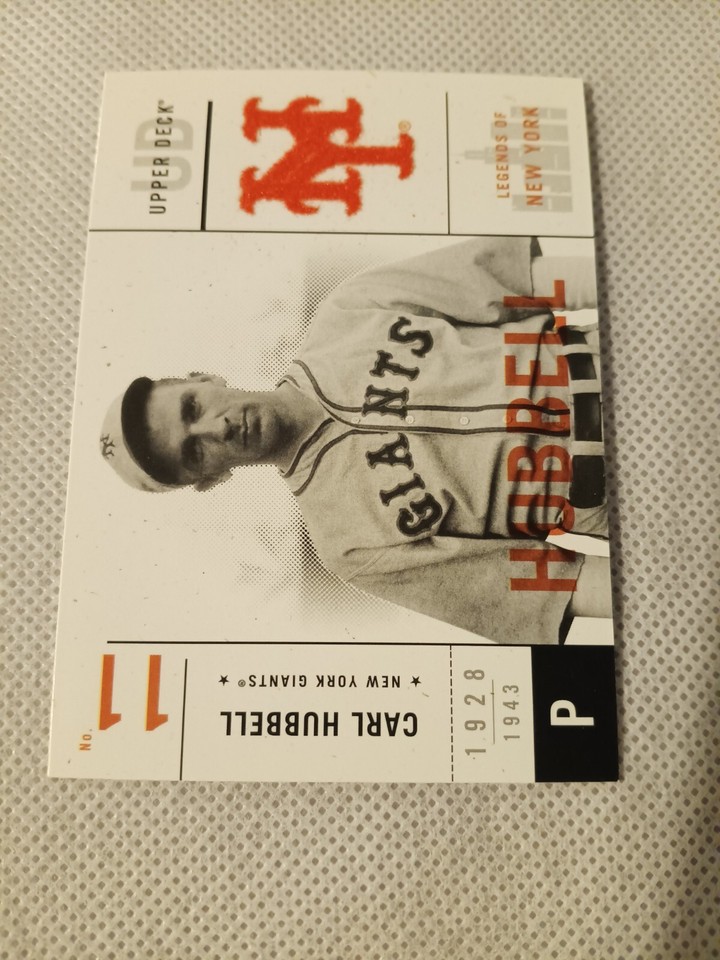 UD
UPPER DECK®
NY®
LEGENDS OF
NEW YORK
GIANTS
HUBBELL
No. 11
★ NEW YORK GIANTS® ★
CARL HUBBELL
1928
1943
P